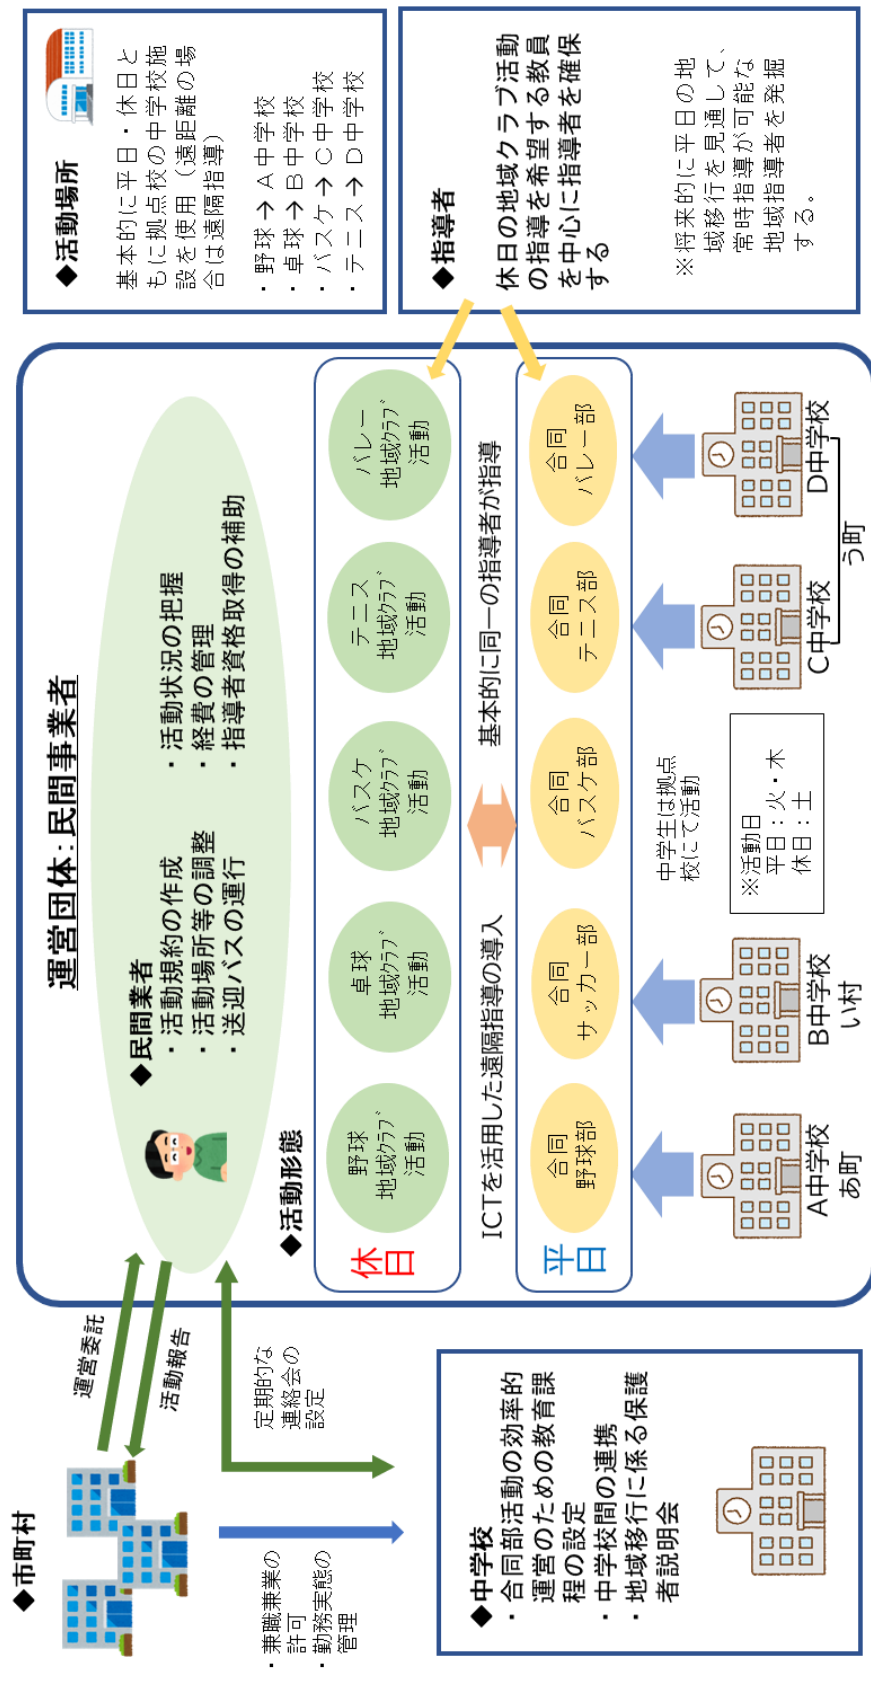 ◆市町村
運営委託
活動報告
定期的な
連絡会の
設定
・兼職兼業の
許可
・勤務実態の
管理
◆中学校
・合同部活動の効率的
運営のための教育課
程の設定
・中学校間の連携
・地域移行に係る保護
者説明会
運営団体：民間事業者
◆民間業者
・活動規約の作成
・活動場所等の調整
・送迎バスの運行
・活動状況の把握
・経費の管理
・指導者資格取得の補助
◆活動形態
休日
野球
地域クラブ
活動
卓球
地域クラブ
活動
バスケ
地域クラブ
活動
テニス
地域クラブ
活動
バレー
地域クラブ
活動
ICTを活用した遠隔指導の導入
基本的に同一の指導者が指導
平日
合同
野球部
合同
サッカー部
合同
バスケ部
合同
テニス部
合同
バレー部
中学生は拠点
校にて活動
※活動日
平日：火・木
休日：土
A中学校
あ町
B中学校
い村
C中学校
D中学校
う町
◆活動場所
基本的に平日・休日と
もに拠点校の中学校施
設を使用（遠距離の場
合は遠隔指導）
・野球→A中学校
・卓球→B中学校
・バスケ→C中学校
・テニス→D中学校
◆指導者
休日の地域クラブ活動
の指導を希望する教員
を中心に指導者を確保
する
※将来的に平日の地
域移行を見通して、
常時指導が可能な
地域指導者を発掘
する。